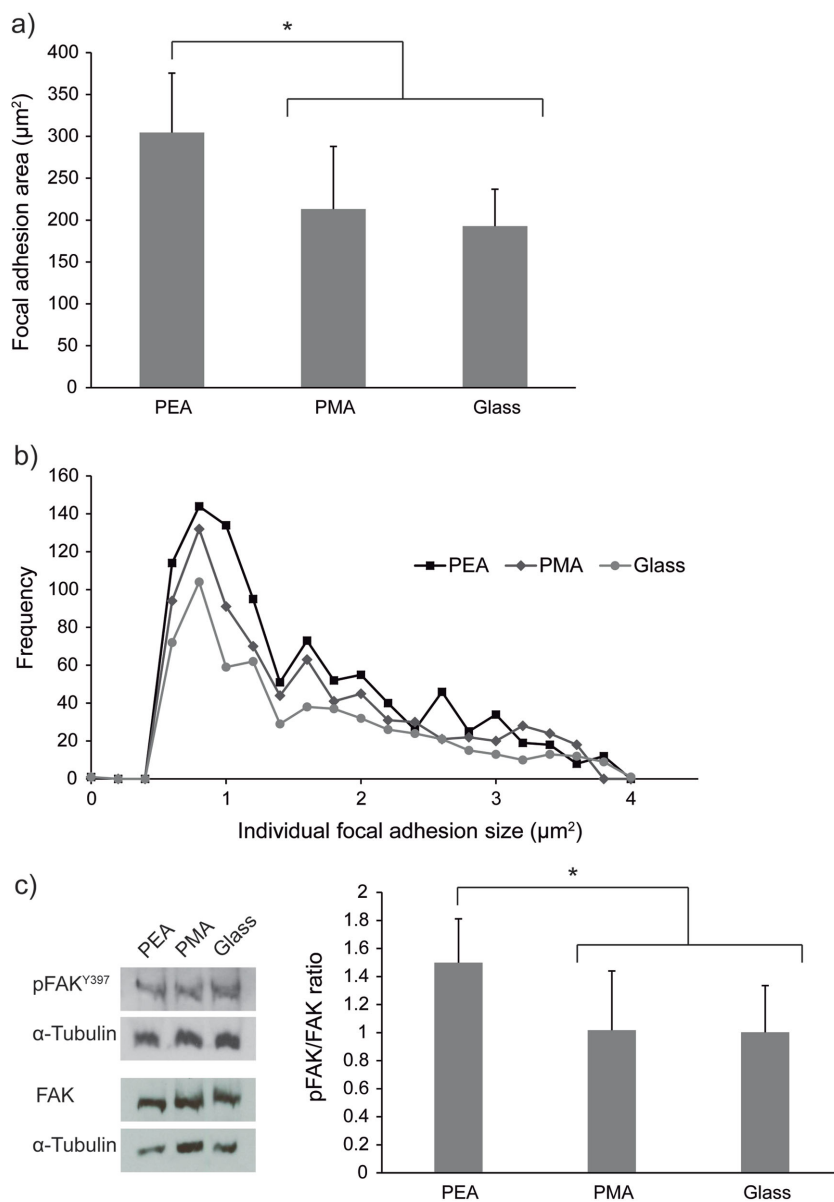 a)
*
Focal adhesion area (µm²)
400
350
300
250
200
150
100
50
0
PEA PMA Glass
b)
Frequency
160
140
120
100
80
60
40
20
0
PEA PMA Glass
0 1 2 3 4
Individual focal adhesion size (µm²)
c)
PEA PMA Glass
pFAK^Y397
α-Tubulin
FAK
α-Tubulin
*
pFAK/FAK ratio
2
1.8
1.6
1.4
1.2
1
0.8
0.6
0.4
0.2
0
PEA PMA Glass